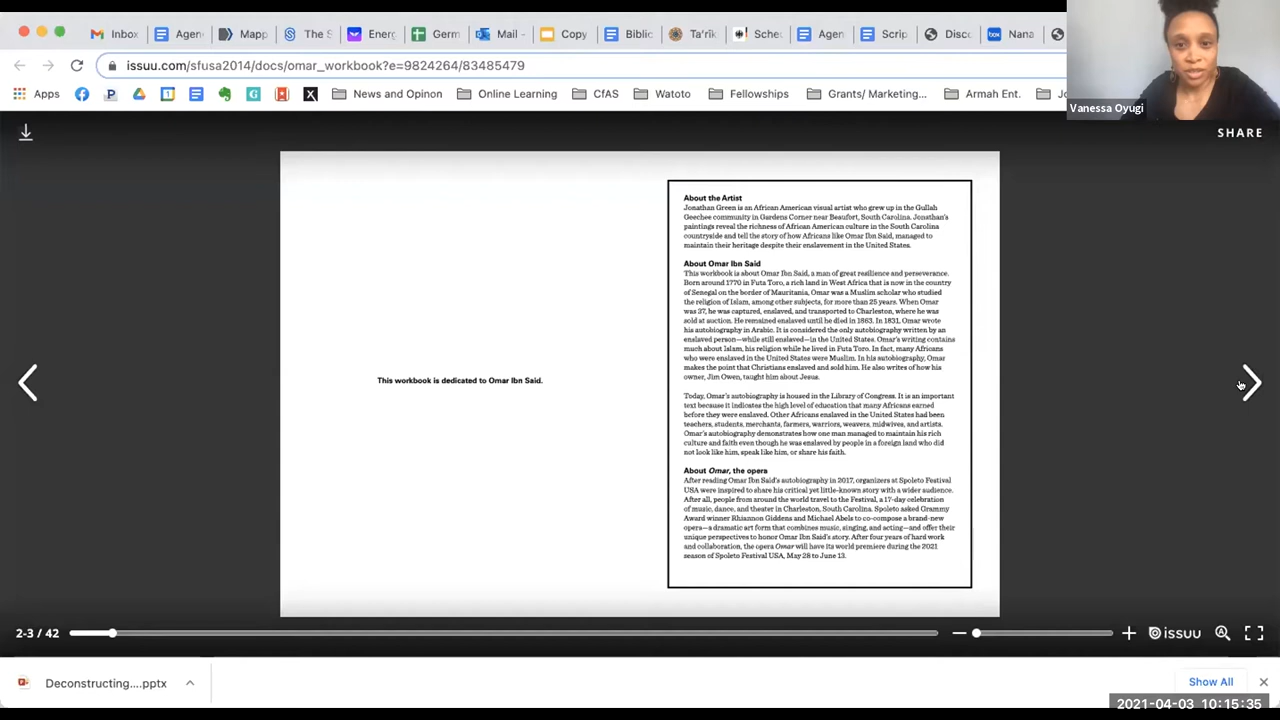 Inbox
Agen
Mapp
The S
Energ
Germ
Mail -
Copy
Biblic
Ta'rik
Sche
Agen
Scrip
Disco
Nana
issuu.com/sfusa2014/docs/omar_workbook?e=9824264/83485479
Apps
News and Opinon
Online Learning
CfAS
Watoto
Fellowships
Grants/ Marketing...
Armah Ent.
Vanessa Oyugi
SHARE
This workbook is dedicated to Omar Ibn Said.
About the Artist
Jonathan Green is an African American visual artist who grew up in the Gullah
Geechee community in Gardens Corner near Beaufort, South Carolina. Jonathan's
paintings reveal the richness of African American culture in the South Carolina
countryside and tell the story of how Africans like Omar Ibn Said, managed to
maintain their heritage despite their enslavement in the United States.
About Omar Ibn Said
This workbook is about Omar Ibn Said, a man of great resilience and perseverance.
Born around 1770 in Futa Toro, a rich land in West Africa that is now in the country
of Senegal on the border of Mauritania, Omar was a Muslim scholar who studied
the religion of Islam, among other subjects, for more than 25 years. When Omar
was 37, he was captured, enslaved, and transported to Charleston, where he was
sold at auction. He remained enslaved until he died in 1863. In 1831, Omar wrote
his autobiography in Arabic. It is considered the only autobiography written by an
enslaved person—while still enslaved—in the United States. Omar's writing contains
much about Islam, his religion while he lived in Futa Toro. In fact, many Africans
who were enslaved in the United States were Muslim. In his autobiography, Omar
makes the point that Christians enslaved and sold him. He also writes of how his
owner, Jim Owen, taught him about Jesus.
Today, Omar's autobiography is housed in the Library of Congress. It is an important
text because it indicates the high level of education that many Africans earned
before they were enslaved. Other Africans enslaved in the United States had been
teachers, students, merchants, farmers, warriors, weavers, midwives, and artists.
Omar's autobiography demonstrates how one man managed to maintain his rich
culture and faith even though he was enslaved by people in a foreign land who did
not look like him, speak like him, or share his faith.
About Omar, the opera
After reading Omar Ibn Said's autobiography in 2017, organizers at Spoleto Festival
USA were inspired to share his critical yet little-known story with a wider audience.
After all, people from around the world travel to the Festival, a 17-day celebration
of music, dance, and theater in Charleston, South Carolina. Spoleto asked Grammy
Award winner Rhiannon Giddens and Michael Abels to co-compose a brand-new
opera—a dramatic art form that combines music, singing, and acting—and offer their
unique perspectives to honor Omar Ibn Said's story. After four years of hard work
and collaboration, the opera Omar will have its world premiere during the 2021
season of Spoleto Festival USA, May 28 to June 13.
2-3 / 42
issuu
Deconstructing....pptx
Show All
2021-04-03 10:15:35